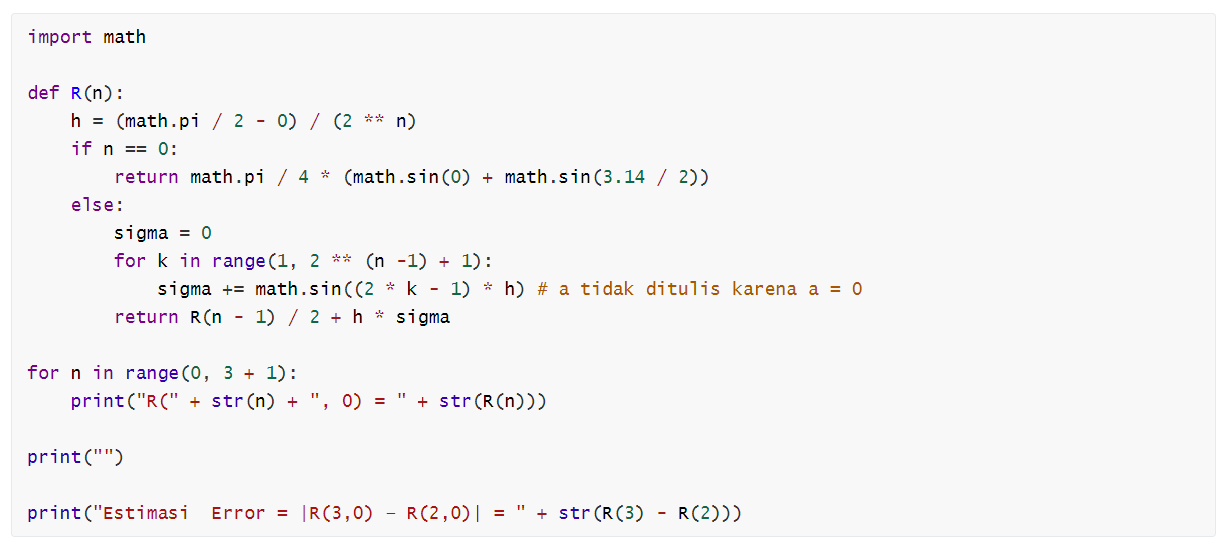 import math

def R(n):
    h = (math.pi / 2 - 0) / (2 ** n)
    if n == 0:
        return math.pi / 4 * (math.sin(0) + math.sin(3.14 / 2))
    else:
        sigma = 0
        for k in range(1, 2 ** (n -1) + 1):
            sigma += math.sin((2 * k - 1) * h) # a tidak ditulis karena a = 0
        return R(n - 1) / 2 + h * sigma

for n in range(0, 3 + 1):
    print("R(" + str(n) + ", 0) = " + str(R(n)))

print("")

print("Estimasi  Error = |R(3,0) - R(2,0)| = " + str(R(3) - R(2)))